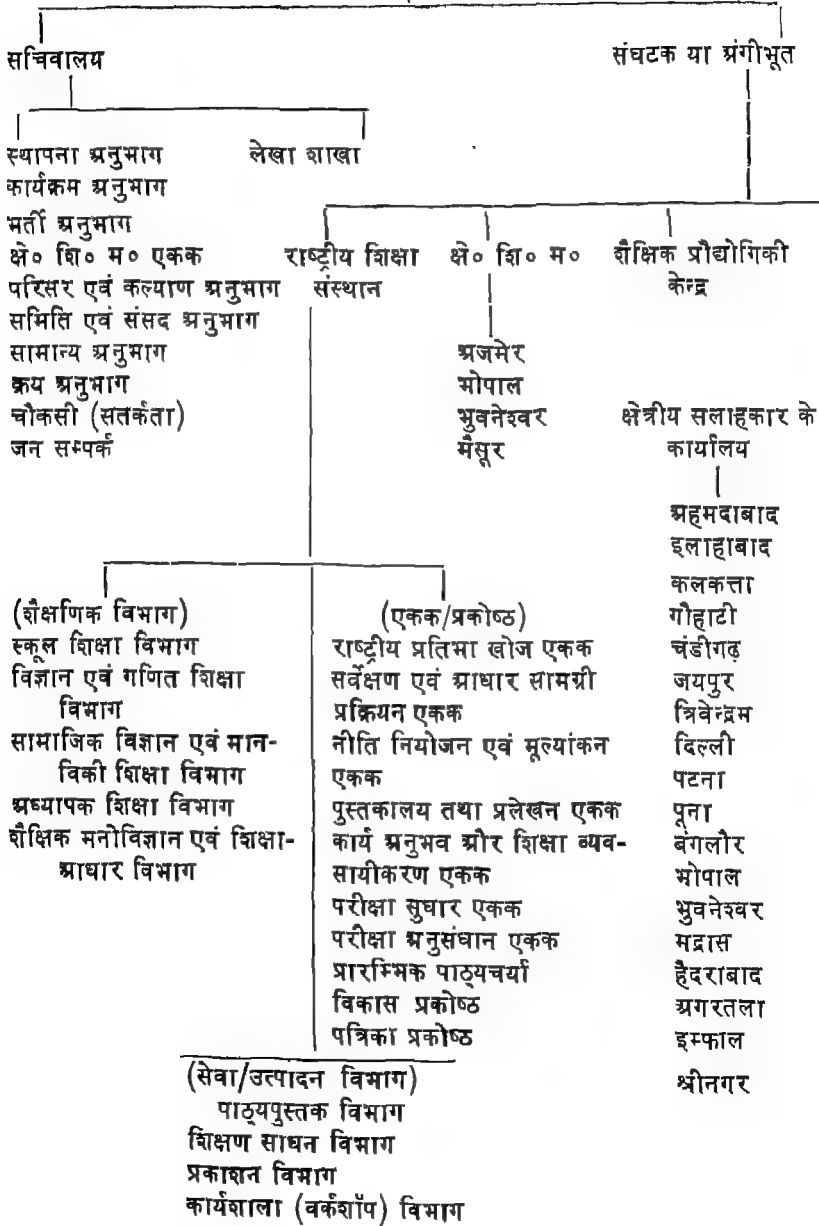 सचिवालय
संघटक या अंगीभूत
स्थापना अनुभाग
लेखा शाखा
कार्यक्रम अनुभाग
भर्ती अनुभाग
क्षे० शि० म० एकक
परिसर एवं कल्याण अनुभाग
समिति एवं संसद अनुभाग
सामान्य अनुभाग
क्रय अनुभाग
चौकसी (सतर्कता)
जन सम्पर्क
राष्ट्रीय शिक्षा
संस्थान
क्षे० शि० म०
अजमेर
भोपाल
भुवनेश्वर
मैसूर
शैक्षिक प्रौद्योगिकी
केन्द्र
क्षेत्रीय सलाहकार के
कार्यालय
अहमदाबाद
इलाहाबाद
कलकत्ता
गौहाटी
चंडीगढ़
जयपुर
त्रिवेन्द्रम
दिल्ली
पटना
पूना
बंगलौर
भोपाल
भुवनेश्वर
मद्रास
हैदराबाद
अगरतला
इम्फाल
श्रीनगर
(शैक्षणिक विभाग)
स्कूल शिक्षा विभाग
विज्ञान एवं गणित शिक्षा
विभाग
सामाजिक विज्ञान एवं मान-
विकी शिक्षा विभाग
अध्यापक शिक्षा विभाग
शैक्षिक मनोविज्ञान एवं शिक्षा-
आधार विभाग
(एकक/प्रकोष्ठ)
राष्ट्रीय प्रतिभा खोज एकक
सर्वेक्षण एवं आधार सामग्री
प्रक्रियन एकक
नीति नियोजन एवं मूल्यांकन
एकक
पुस्तकालय तथा प्रलेखन एकक
कार्य अनुभव और शिक्षा व्यव-
सायीकरण एकक
परीक्षा सुधार एकक
परीक्षा अनुसंधान एकक
प्रारम्भिक पाठ्यचर्या
विकास प्रकोष्ठ
पत्रिका प्रकोष्ठ
(सेवा/उत्पादन विभाग)
पाठ्यपुस्तक विभाग
शिक्षण साधन विभाग
प्रकाशन विभाग
कार्यशाला (वर्कशॉप) विभाग